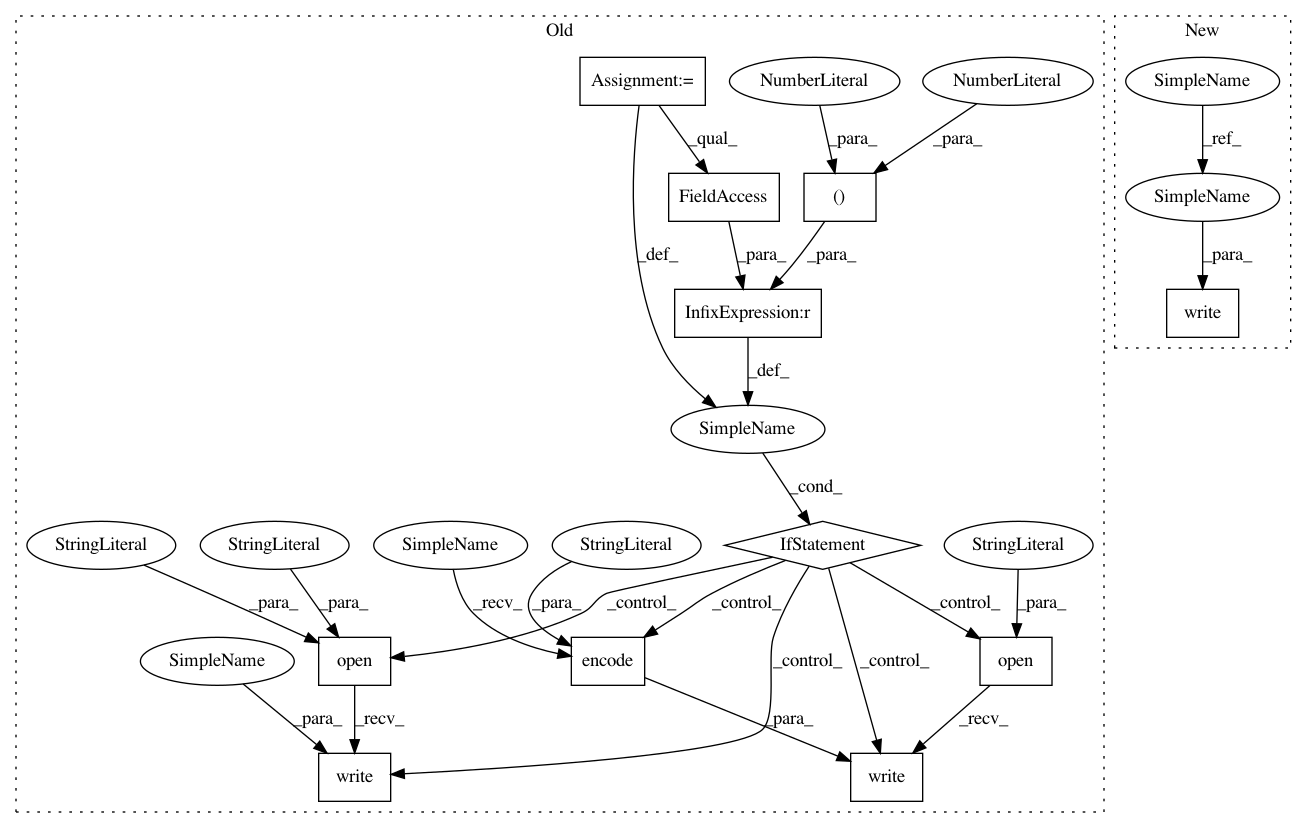 Old
New
Assignment:=
NumberLiteral
NumberLiteral
SimpleName
_qual_
_para_
_para_
_ref_
FieldAccess
()
SimpleName
_def_
_para_
_para_
_para_
InfixExpression:r
write
_def_
SimpleName
_cond_
StringLiteral
StringLiteral
SimpleName
StringLiteral
IfStatement
StringLiteral
_para_
_para_
_recv_
_para_
_control_
_control_
_control_
_para_
SimpleName
open
encode
_control_
_control_
open
_para_
_recv_
_para_
_recv_
write
write